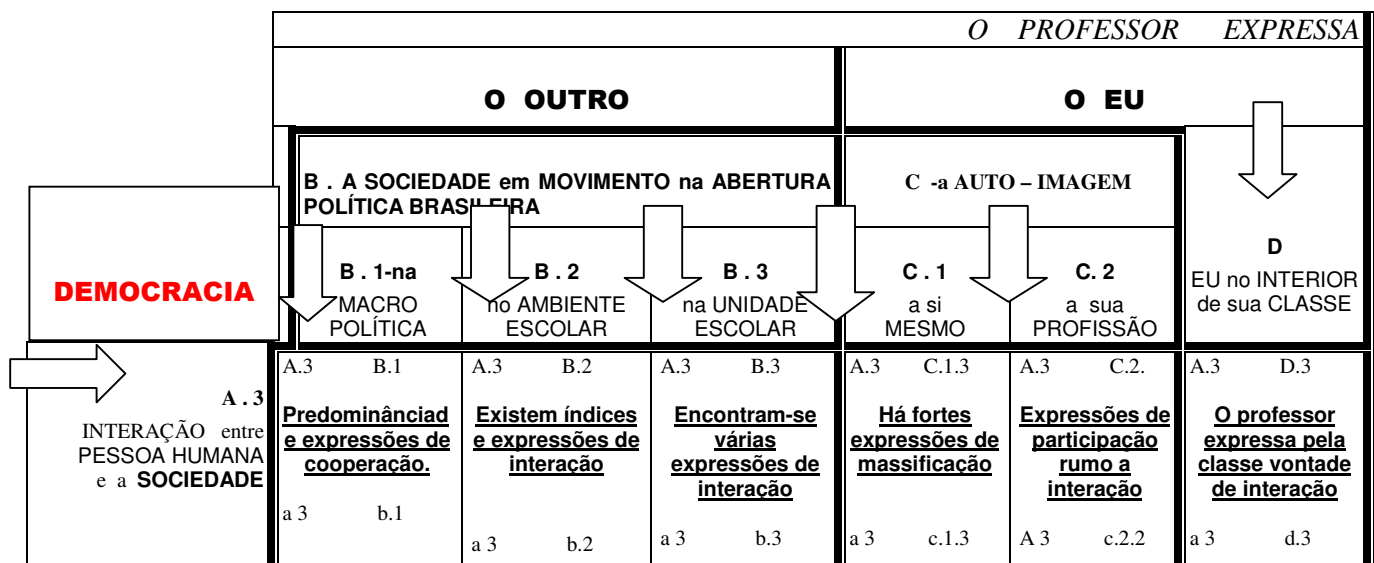 O PROFESSOR EXPRESSA
O OUTRO
O EU
B . A SOCIEDADE em MOVIMENTO na ABERTURA
POLÍTICA BRASILEIRA
C -a AUTO – IMAGEM
D
EU no INTERIOR
de sua CLASSE
DEMOCRACIA
B . 1-na
MACRO
POLÍTICA
B . 2
no AMBIENTE
ESCOLAR
B . 3
na UNIDADE
ESCOLAR
C . 1
a si
MESMO
C. 2
a sua
PROFISSÃO
A . 3
INTERAÇÃO entre
PESSOA HUMANA
e a SOCIEDADE
A.3 B.1
Predominânciad
e expressões de
cooperação.
a 3 b.1
A.3 B.2
Existem índices
e expressões de
interação
a 3 b.2
A.3 B.3
Encontram-se
várias
expressões de
interação
a 3 b.3
A.3 C.1.3
Há fortes
expressões de
massificação
a 3 c.1.3
A.3 C.2.
Expressões de
participação
rumo a
interação
A 3 c.2.2
A.3 D.3
O professor
expressa pela
classe vontade
de interação
a 3 d.3